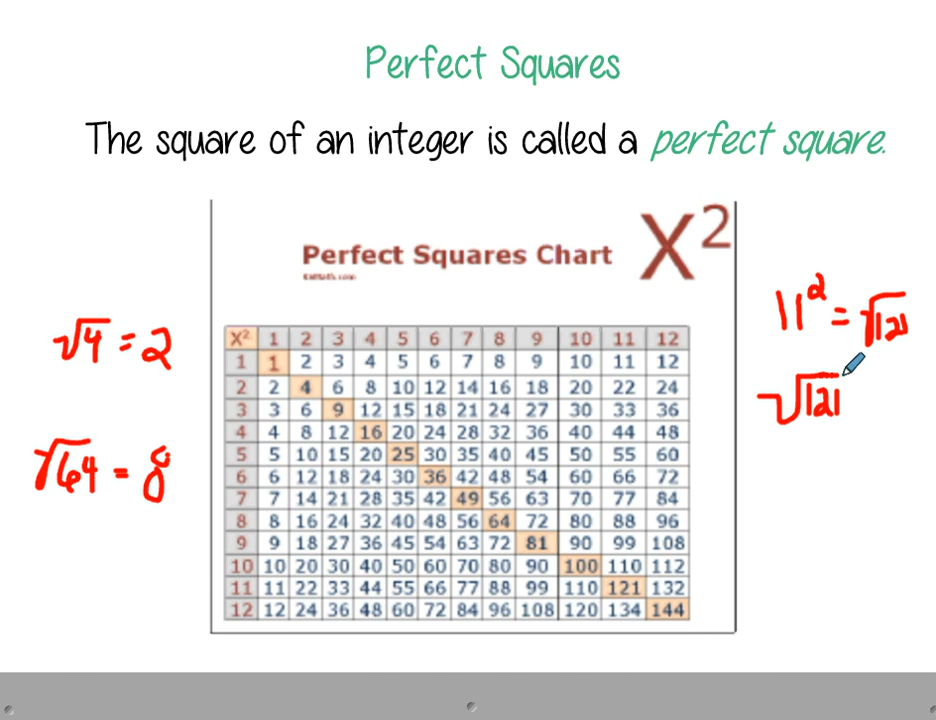 Perfect Squares
The square of an integer is called a perfect square.
X²
Perfect Squares Chart
√4 = 2
√64 = 8
11² = √121
√121
X² 1 2 3 4 5 6 7 8 9 10 11 12
1 1 2 3 4 5 6 7 8 9 10 11 12
2 2 4 6 8 10 12 14 16 18 20 22 24
3 3 6 9 12 15 18 21 24 27 30 33 36
4 4 8 12 16 20 24 28 32 36 40 44 48
5 5 10 15 20 25 30 35 40 45 50 55 60
6 6 12 18 24 30 36 42 48 54 60 66 72
7 7 14 21 28 35 42 49 56 63 70 77 84
8 8 16 24 32 40 48 56 64 72 80 88 96
9 9 18 27 36 45 54 63 72 81 90 99 108
10 10 20 30 40 50 60 70 80 90 100 110 112
11 11 22 33 44 55 66 77 88 99 110 121 132
12 12 24 36 48 60 72 84 96 108 120 134 144